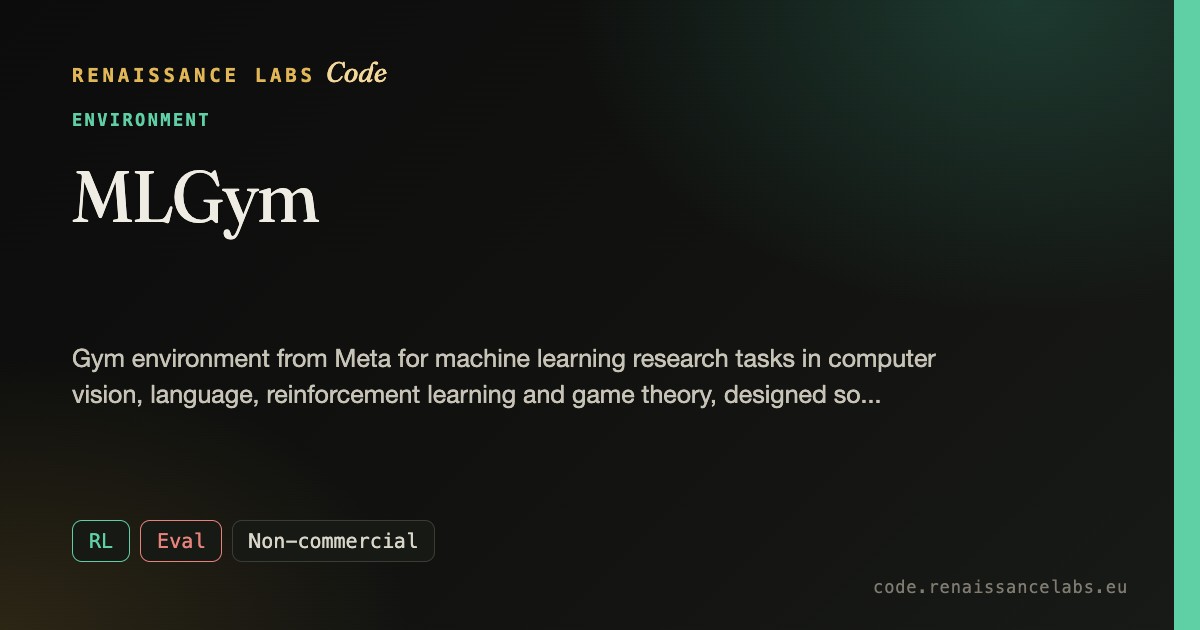 RENAISSANCE LABS Code
ENVIRONMENT
MLGym
Gym environment from Meta for machine learning research tasks in computer
vision, language, reinforcement learning and game theory, designed so...
RL Eval Non-commercial
code.renaissancelabs.eu